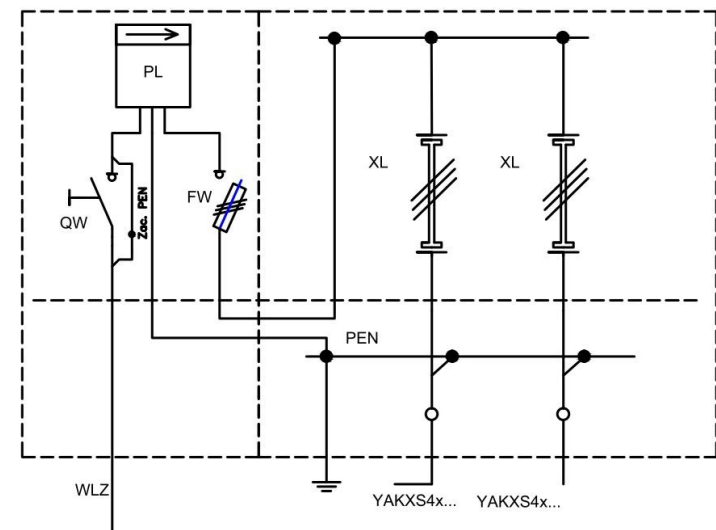 PL
XL
XL
QW
Zac. PEN
FW
PEN
WLZ
YAKXS4x...
YAKXS4x...